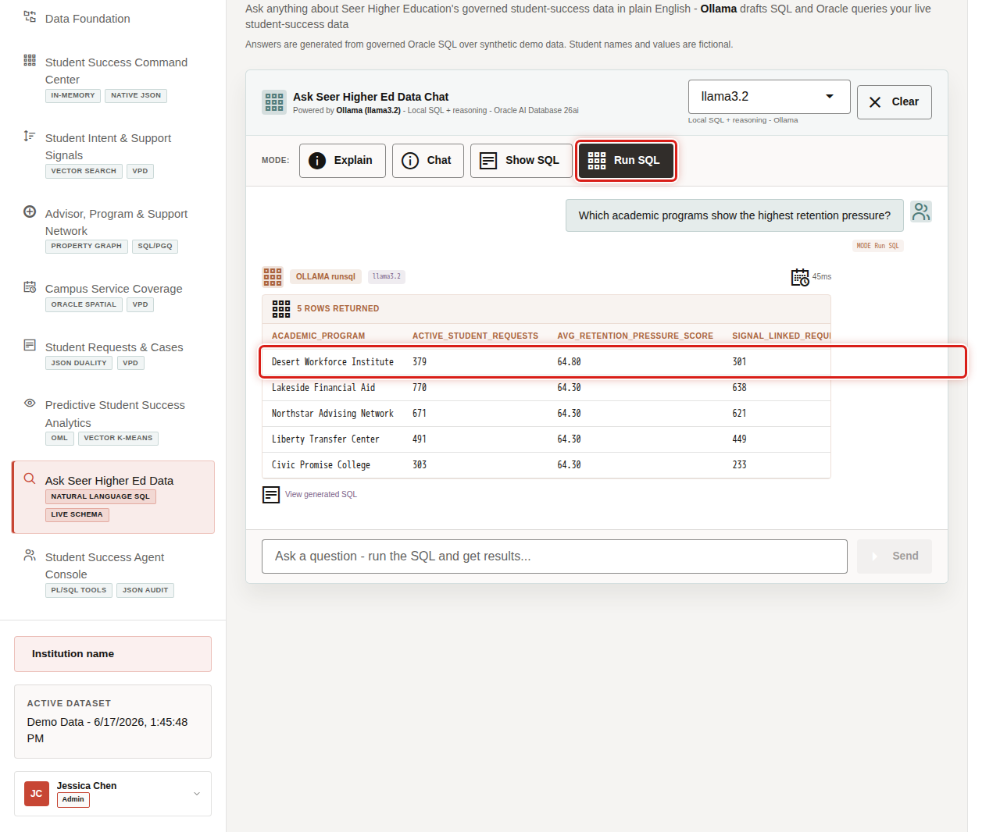 Data Foundation
Student Success Command
Center
IN-MEMORY NATIVE JSON
Student Intent & Support
Signals
VECTOR SEARCH VPD
Advisor, Program & Support
Network
PROPERTY GRAPH SQL/PGQ
Campus Service Coverage
ORACLE SPATIAL VPD
Student Requests & Cases
JSON DUALITY VPD
Predictive Student Success
Analytics
OML VECTOR K-MEANS
Ask Seer Higher Ed Data
NATURAL LANGUAGE SQL
LIVE SCHEMA
Student Success Agent
Console
PL/SQL TOOLS JSON AUDIT
Institution name
ACTIVE DATASET
Demo Data - 6/17/2026, 1:45:48
PM
JC
Jessica Chen
Admin
Ask anything about Seer Higher Education's governed student-success data in plain English - Ollama drafts SQL and Oracle queries your live
student-success data
Answers are generated from governed Oracle SQL over synthetic demo data. Student names and values are fictional.
Ask Seer Higher Ed Data Chat
Powered by Ollama (llama3.2) - Local SQL + reasoning - Oracle AI Database 26ai
llama3.2
Local SQL + reasoning - Ollama
Clear
MODE: Explain Chat Show SQL Run SQL
Which academic programs show the highest retention pressure?
MODE Run SQL
OLLAMA runsql llama3.2 45ms
5 ROWS RETURNED
ACADEMIC_PROGRAM ACTIVE_STUDENT_REQUESTS AVG_RETENTION_PRESSURE_SCORE SIGNAL_LINKED_REQU
Desert Workforce Institute 379 64.80 301
Lakeside Financial Aid 770 64.30 638
Northstar Advising Network 671 64.30 621
Liberty Transfer Center 491 64.30 449
Civic Promise College 303 64.30 233
View generated SQL
Ask a question - run the SQL and get results...
Send